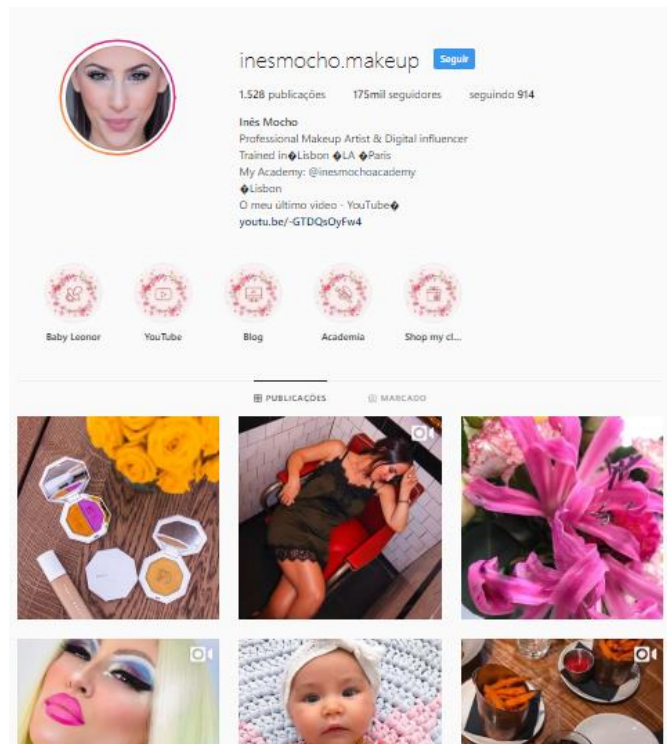 inesmocho.makeup Seguir
1.528 publicações 175mil seguidores seguindo 914
Inês Mocho
Professional Makeup Artist & Digital influencer
Trained in�Lisbon �LA �Paris
My Academy: @inesmochoacademy
�Lisbon
O meu último video - YouTube�
youtu.be/-GTDQsOyFw4
Baby Leonor YouTube Blog Academia Shop my cl...
PUBLICAÇÕES MARCADO